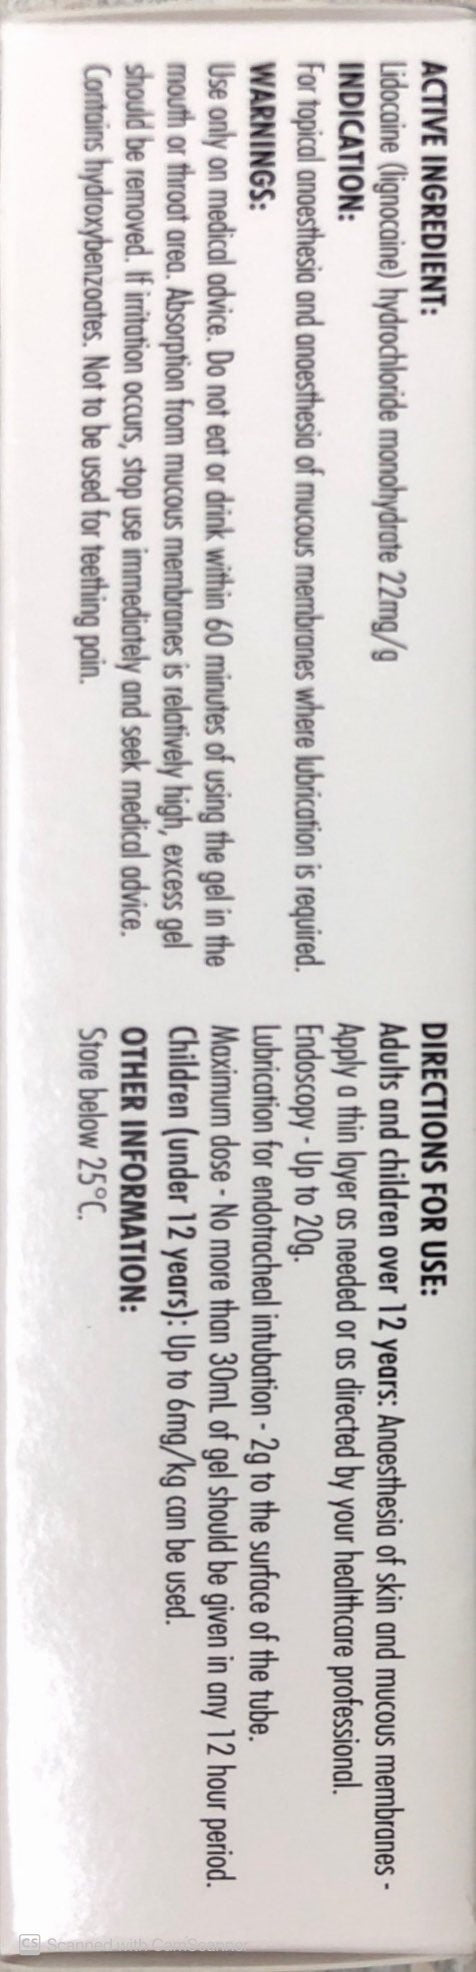 ACTIVE INGREDIENT:
Lidocaine (lignocaine) hydrochloride monohydrate 22mg/g
INDICATION:
For topical anaesthesia and anaesthesia of mucous membranes where lubrication is required.
WARNINGS:
Use only on medical advice. Do not eat or drink within 60 minutes of using the gel in the
mouth or throat area. Absorption from mucous membranes is relatively high, excess gel
should be removed. If irritation occurs, stop use immediately and seek medical advice.
Contains hydroxybenzoates. Not to be used for teething pain.
DIRECTIONS FOR USE:
Adults and children over 12 years: Anaesthesia of skin and mucous membranes -
Apply a thin layer as needed or as directed by your healthcare professional.
Endoscopy - Up to 20g.
Lubrication for endotracheal intubation - 2g to the surface of the tube.
Maximum dose - No more than 30mL of gel should be given in any 12 hour period.
Children (under 12 years): Up to 6mg/kg can be used.
OTHER INFORMATION:
Store below 25°C.
CS Scanned with CamScanner